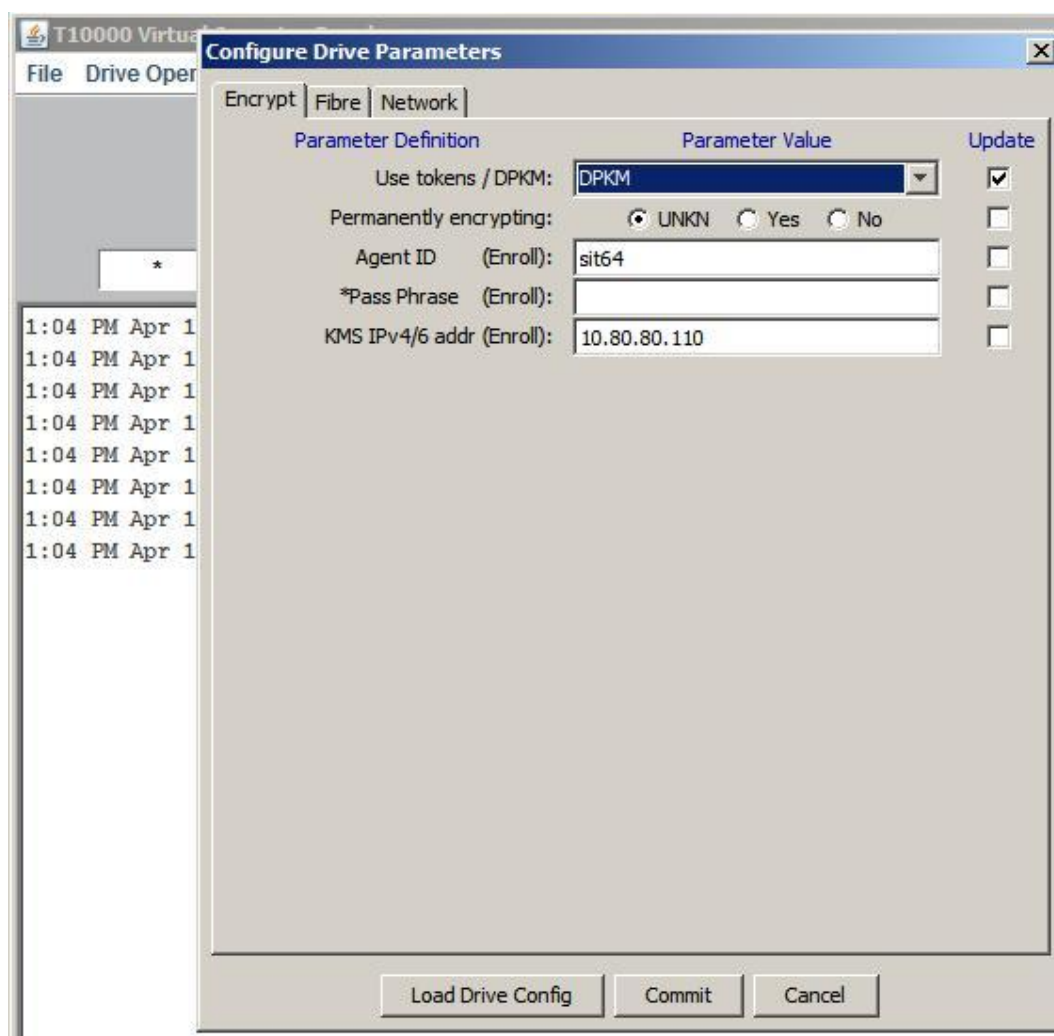 T10000 Virtua
File Drive Oper
*
1:04 PM Apr 1
1:04 PM Apr 1
1:04 PM Apr 1
1:04 PM Apr 1
1:04 PM Apr 1
1:04 PM Apr 1
1:04 PM Apr 1
1:04 PM Apr 1
Configure Drive Parameters
Encrypt Fibre Network
Parameter Definition Parameter Value Update
Use tokens / DPKM: DPKM
Permanently encrypting: UNKN Yes No
Agent ID (Enroll): sit64
*Pass Phrase (Enroll):
KMS IPv4/6 addr (Enroll): 10.80.80.110
Load Drive Config Commit Cancel